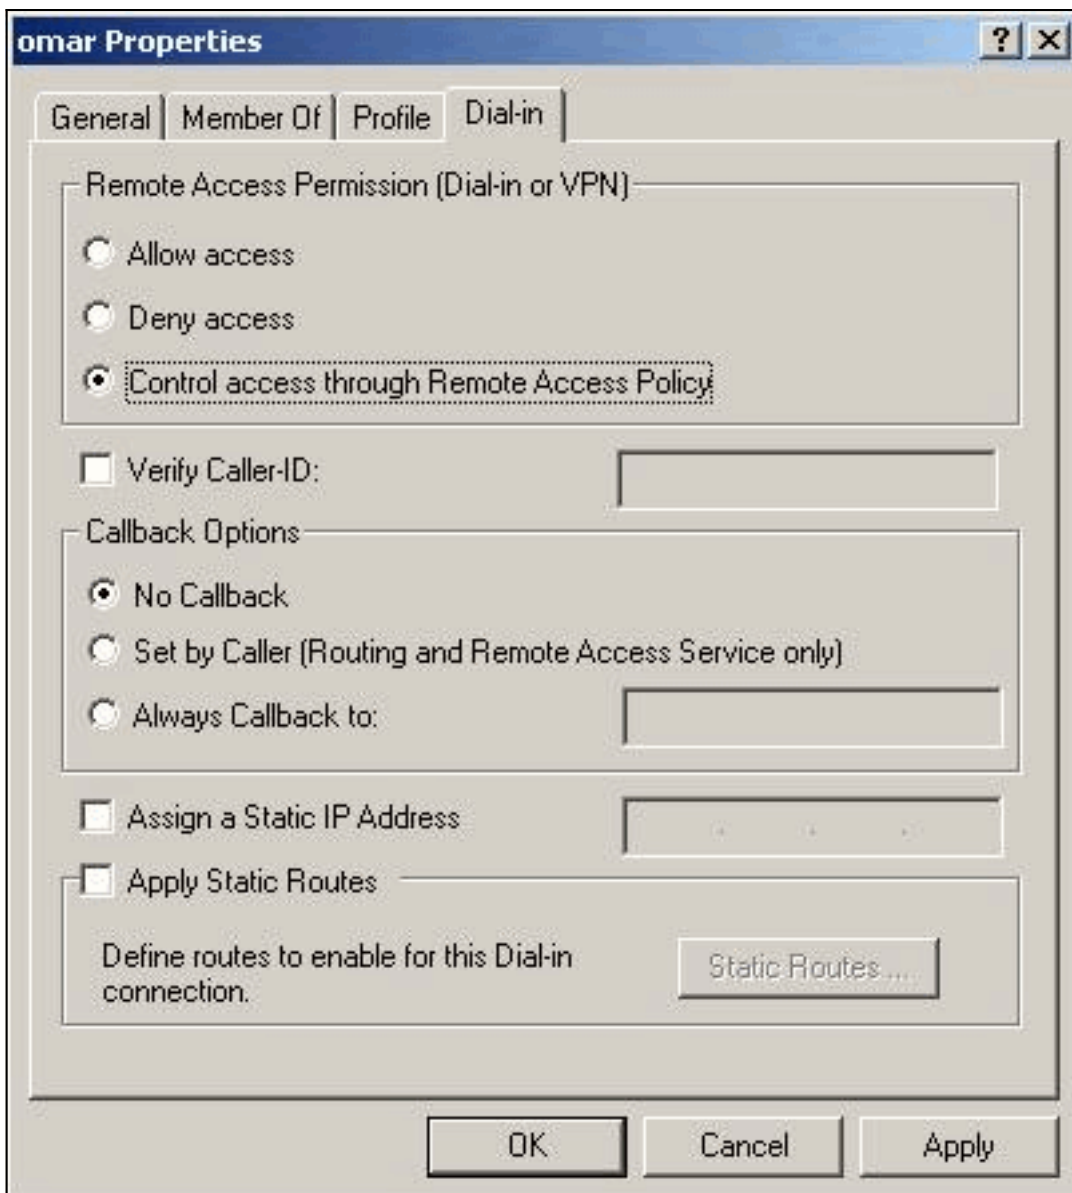 omar Properties
General Member Of Profile Dial-in
Remote Access Permission (Dial-in or VPN)
Allow access
Deny access
Control access through Remote Access Policy
Verify Caller-ID:
Callback Options
No Callback
Set by Caller (Routing and Remote Access Service only)
Always Callback to:
Assign a Static IP Address
Apply Static Routes
Define routes to enable for this Dial-in
connection.
Static Routes ...
OK Cancel Apply